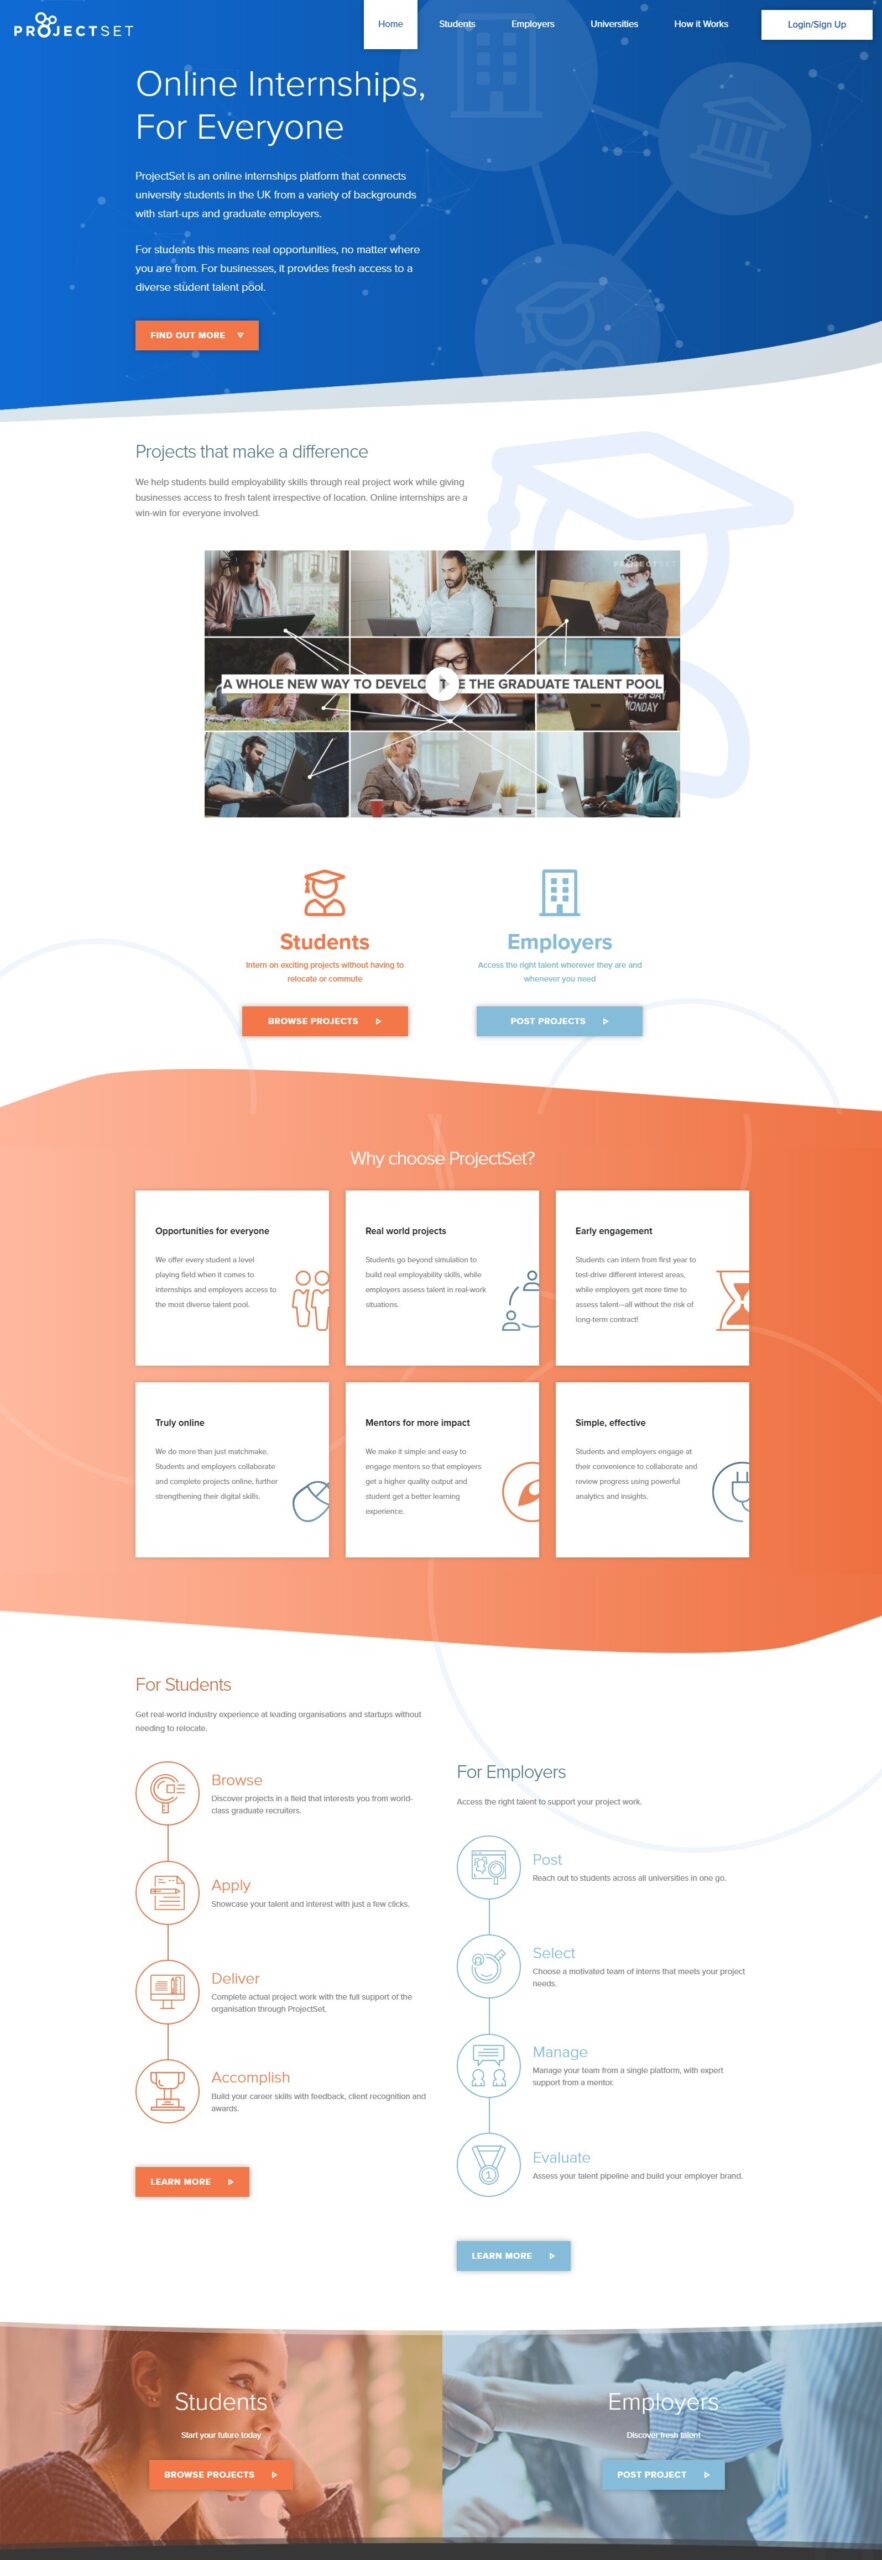 PROJECTSET
Home
Students
Employers
Universities
How it Works
Login/Sign Up
Online Internships,
For Everyone
ProjectSet is an online internships platform that connects
university students in the UK from a variety of backgrounds
with start-ups and graduate employers.
For students this means real opportunities, no matter where
you are from. For businesses, it provides fresh access to a
diverse student talent pool.
FIND OUT MORE
Projects that make a difference
We help students build employability skills through real project work while giving
businesses access to fresh talent irrespective of location. Online internships are a
win-win for everyone involved.
PROJECTSET
A WHOLE NEW WAY TO THE GRADUATE TALENT POOL
MONDAY
Students
Intern on exciting projects without having to
relocate or commute
BROWSE PROJECTS
Employers
Access the right talent wherever they are and
whenever you need
POST PROJECTS
Why choose ProjectSet?
Opportunities for everyone
We offer every student a level
playing field when it comes to
internships and employers access to
the most diverse talent pool.
Real world projects
Students go beyond simulation to
build real employability skills, while
employers assess talent in real-work
situations.
Early engagement
Students can intern from first year to
test-drive different interest areas,
while employers get more time to
assess talent—all without the risk of
long-term contract!
Truly online
We do more than just matchmake.
Students and employers collaborate
and complete projects online, further
strengthening their digital skills.
Mentors for more impact
We make it simple and easy to
engage mentors so that employers
get a higher quality output and
student get a better learning
experience.
Simple, effective
Students and employers engage at
their convenience to collaborate and
review progress using powerful
analytics and insights.
For Students
Get real-world industry experience at leading organisations and startups without
needing to relocate.
Browse
Discover projects in a field that interests you from world-
class graduate recruiters.
Apply
Showcase your talent and interest with just a few clicks.
Deliver
Complete actual project work with the full support of the
organisation through ProjectSet.
Accomplish
Build your career skills with feedback, client recognition and
awards.
LEARN MORE
For Employers
Access the right talent to support your project work.
Post
Reach out to students across all universities in one go.
Select
Choose a motivated team of interns that meets your project
needs.
Manage
Manage your team from a single platform, with expert
support from a mentor.
1
Evaluate
Assess your talent pipeline and build your employer brand.
LEARN MORE
Students
Start your future today
BROWSE PROJECTS
Employers
Discover fresh talent
POST PROJECT